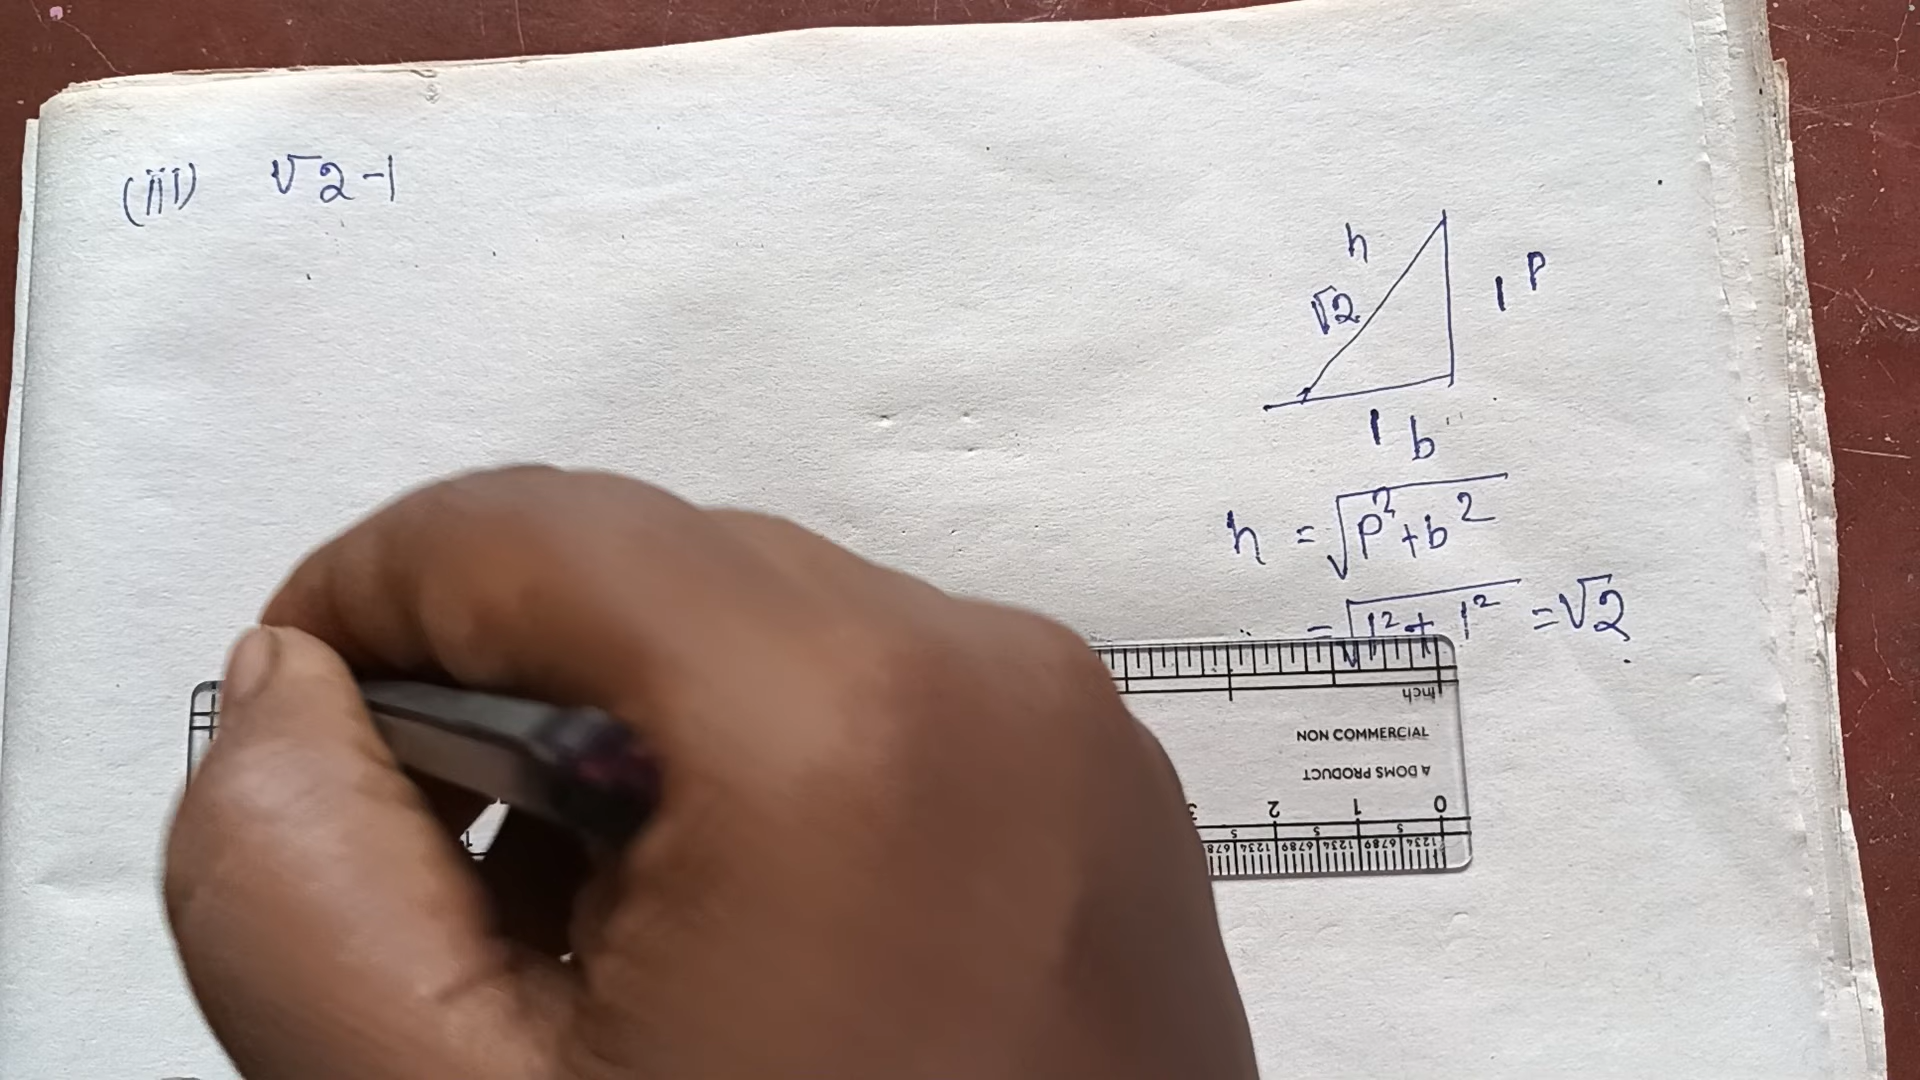 (iii) √2-1
h
√2
1 P
1 b
h = √P²+b²
= √1²+1² = √2
Inch
NON COMMERCIAL
A DOMS PRODUCT
3 2 1 0